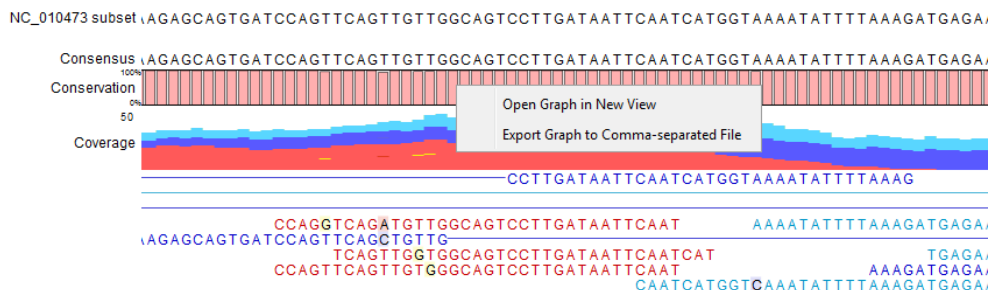 NC_010473 subset AGAGCAGTGATCCAGTTCAGTTGTTGGCAGTCCTTGATAATTCAATCATGGTAAAATATTTTAAAGATGAGA
Consensus AGAGCAGTGATCCAGTTCAGTTGTTGGCAGTCCTTGATAATTCAATCATGGTAAAATATTTTAAAGATGAGA
100%
Conservation
0%
Open Graph in New View
50
Export Graph to Comma-separated File
Coverage
CCTTGATAATTCAATCATGGTAAAATATTTTAAAG
CCAGGTCAGATGTTGGCAGTCCTTGATAATTCAAT AAAATATTTTAAAGATGAGA
AGAGCAGTGATCCAGTTCAGCTGTTG
TCAGTTGGTGGCAGTCCTTGATAATTCAATCAT TGAGA
CCAGTTCAGTTGTGGGCAGTCCTTGATAATTCAAT AAAGATGAGA
CAATCATGGTCAAATATTTTAAAGATGAGA